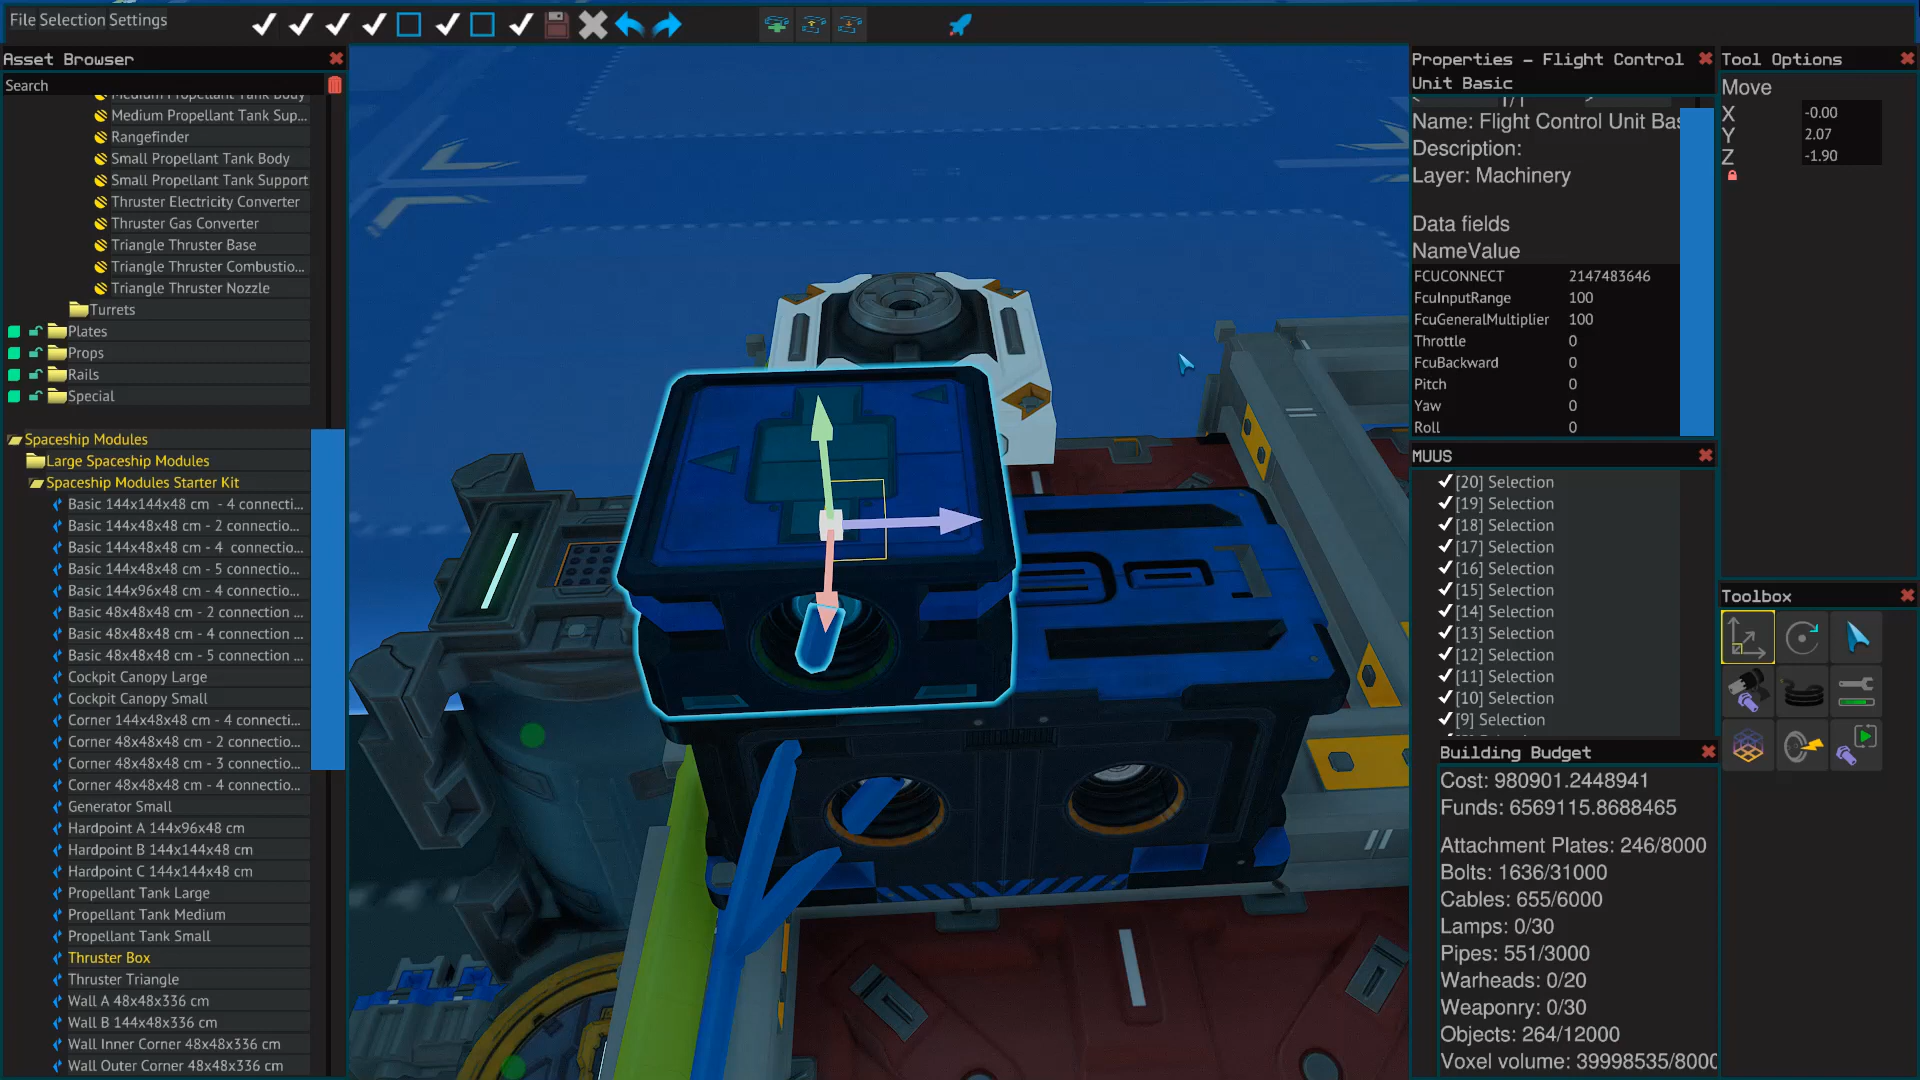 File Selection Settings
Asset Browser
Search
Medium Propellant Tank Body
Medium Propellant Tank Sup...
Rangefinder
Small Propellant Tank Body
Small Propellant Tank Support
Thruster Electricity Converter
Thruster Gas Converter
Triangle Thruster Base
Triangle Thruster Combustio...
Triangle Thruster Nozzle
Turrets
Plates
Props
Rails
Special
Spaceship Modules
Large Spaceship Modules
Spaceship Modules Starter Kit
Basic 144x144x48 cm - 4 connecti...
Basic 144x48x48 cm - 2 connectio...
Basic 144x48x48 cm - 4 connectio...
Basic 144x48x48 cm - 5 connectio...
Basic 144x96x48 cm - 4 connectio...
Basic 48x48x48 cm - 2 connection ...
Basic 48x48x48 cm - 4 connection ...
Basic 48x48x48 cm - 5 connection ...
Cockpit Canopy Large
Cockpit Canopy Small
Corner 144x48x48 cm - 4 connecti...
Corner 48x48x48 cm - 2 connectio...
Corner 48x48x48 cm - 3 connectio...
Corner 48x48x48 cm - 4 connectio...
Generator Small
Hardpoint A 144x96x48 cm
Hardpoint B 144x144x48 cm
Hardpoint C 144x144x48 cm
Propellant Tank Large
Propellant Tank Medium
Propellant Tank Small
Thruster Box
Thruster Triangle
Wall A 48x48x336 cm
Wall B 144x48x336 cm
Wall Inner Corner 48x48x336 cm
Wall Outer Corner 48x48x336 cm
Properties - Flight Control
Unit Basic
1/1
Name: Flight Control Unit Bas
Description:
Layer: Machinery
Data fields
NameValue
FCUCONNECT 2147483646
FcuInputRange 100
FcuGeneralMultiplier 100
Throttle 0
FcuBackward 0
Pitch 0
Yaw 0
Roll 0
MUUS
[20] Selection
[19] Selection
[18] Selection
[17] Selection
[16] Selection
[15] Selection
[14] Selection
[13] Selection
[12] Selection
[11] Selection
[10] Selection
[9] Selection
Building Budget
Cost: 980901.2448941
Funds: 6569115.8688465
Attachment Plates: 246/8000
Bolts: 1636/31000
Cables: 655/6000
Lamps: 0/30
Pipes: 551/3000
Warheads: 0/20
Weaponry: 0/30
Objects: 264/12000
Voxel volume: 39998535/8000
Tool Options
Move
X -0.00
Y 2.07
Z -1.90
Toolbox